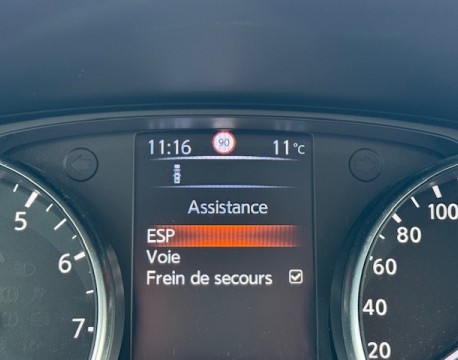 11:16 90 11°C
Assistance
ESP
Voie
Frein de secours
5
6
7
100
80
60
40
20